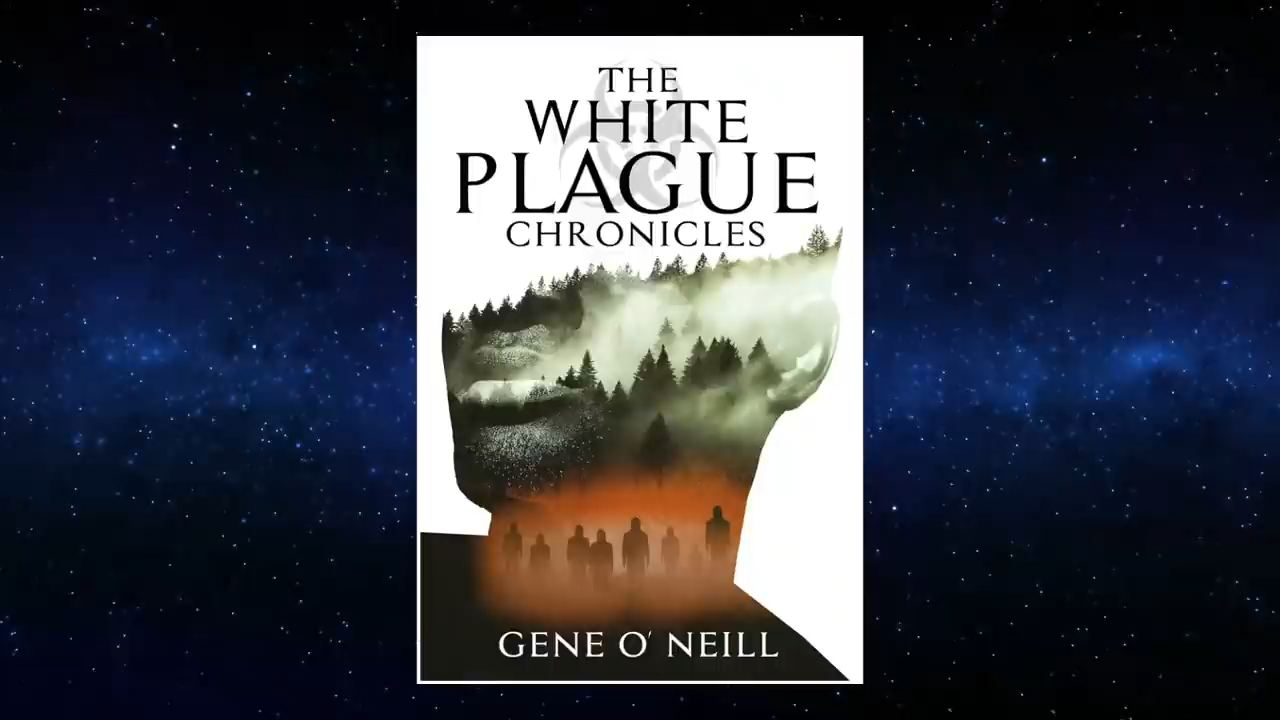 THE
WHITE
PLAGUE
CHRONICLES
GENE O' NEILL